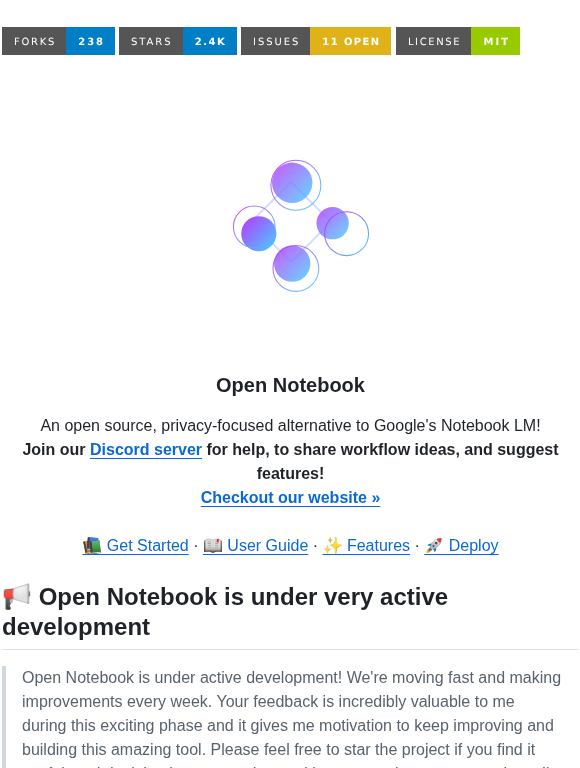 FORKS 238 STARS 2.4K ISSUES 11 OPEN LICENSE MIT
Open Notebook
An open source, privacy-focused alternative to Google's Notebook LM!
Join our Discord server for help, to share workflow ideas, and suggest
features!
Checkout our website »
📚 Get Started · 📖 User Guide · ✨ Features · 🚀 Deploy
📢 Open Notebook is under very active
development
Open Notebook is under active development! We're moving fast and making
improvements every week. Your feedback is incredibly valuable to me
during this exciting phase and it gives me motivation to keep improving and
building this amazing tool. Please feel free to star the project if you find it